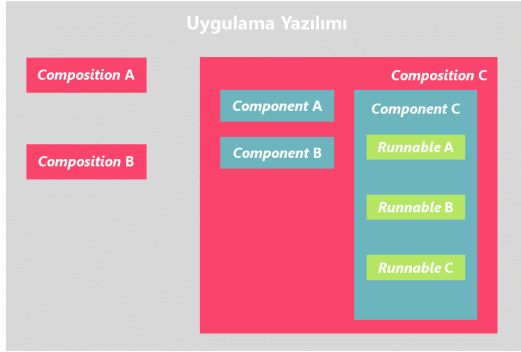 Uygulama Yazılımı
Composition A
Composition B
Composition C
Component A
Component B
Component C
Runnable A
Runnable B
Runnable C